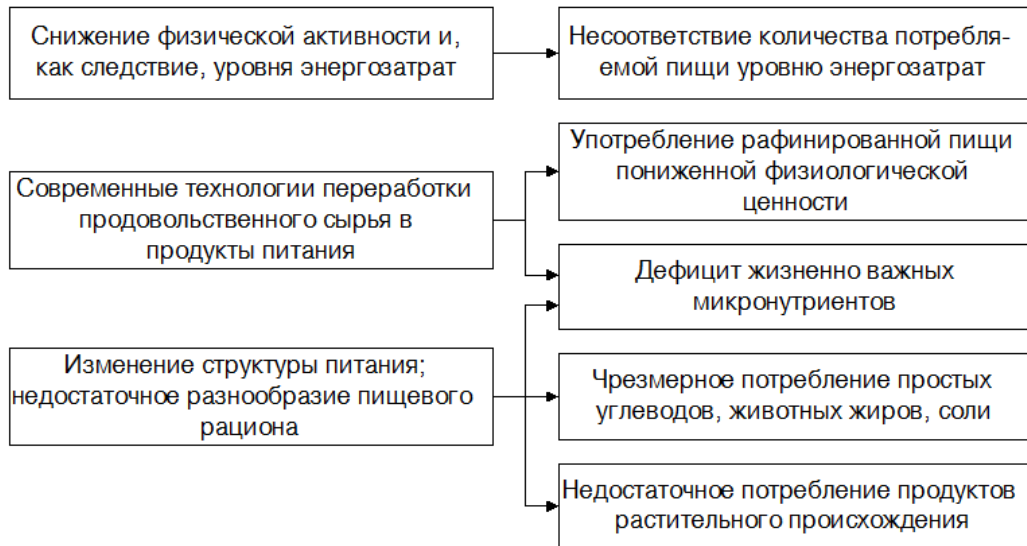 Снижение физической активности и,
как следствие, уровня энергозатрат
Несоответствие количества потребля-
емой пищи уровню энергозатрат
Современные технологии переработки
продовольственного сырья в
продукты питания
Употребление рафинированной пищи
пониженной физиологической
ценности
Дефицит жизненно важных
микронутриентов
Изменение структуры питания;
недостаточное разнообразие пищевого
рациона
Чрезмерное потребление простых
углеводов, животных жиров, соли
Недостаточное потребление продуктов
растительного происхождения